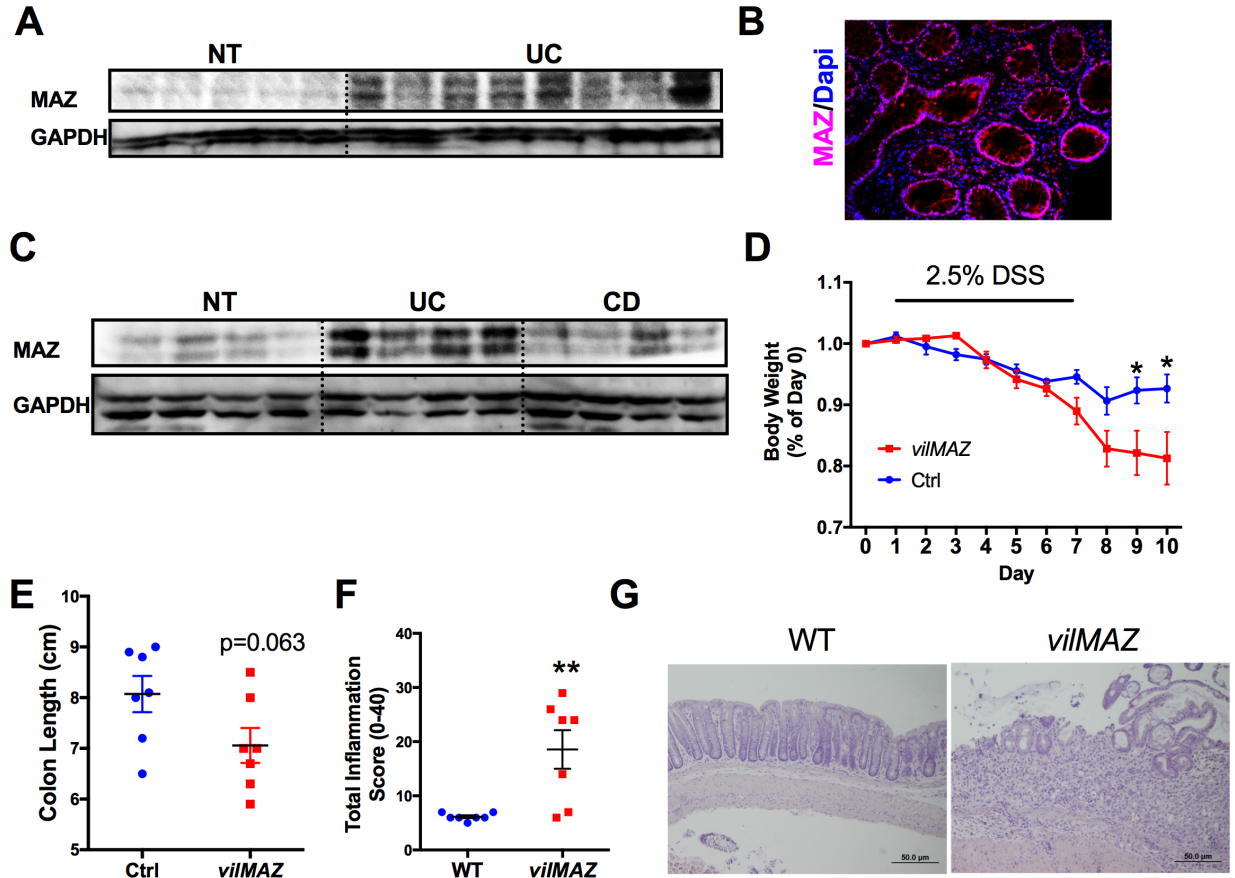 A
NT
UC
MAZ
GAPDH
B
MAZ/Dapi
C
NT
UC
CD
MAZ
GAPDH
D
2.5% DSS
1.1
1.0
0.9
0.8
0.7
Body Weight
(% of Day 0)
* *
vilMAZ
Ctrl
0 1 2 3 4 5 6 7 8 9 10
Day
E
10
9
8
7
6
5
Colon Length (cm)
p=0.063
Ctrl
vilMAZ
F
40
30
20
10
0
Total Inflammation
Score (0-40)
**
WT
vilMAZ
G
WT
vilMAZ
50.0 µm
50.0 µm